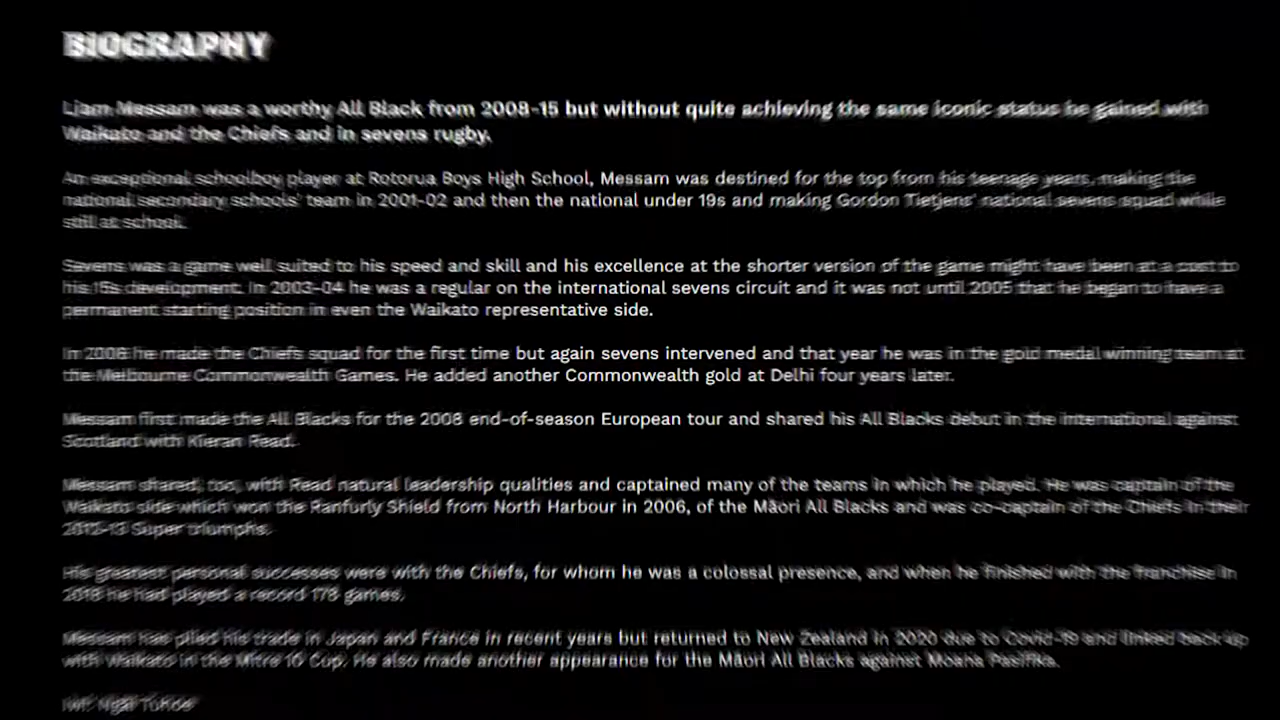 BIOGRAPHY
Liam Messam was a worthy All Black from 2008-15 but without quite achieving the same iconic status he gained with
Waikato and the Chiefs and in sevens rugby.
An exceptional schoolboy player at Rotorua Boys High School, Messam was destined for the top from his teenage years, making the
national secondary schools' team in 2001-02 and then the national under 19s and making Gordon Tietjens' national sevens squad while
still at school.
Sevens was a game well suited to his speed and skill and his excellence at the shorter version of the game might have been at a cost to
his 15s development. In 2003-04 he was a regular on the international sevens circuit and it was not until 2005 that he began to have a
permanent starting position in even the Waikato representative side.
In 2006 he made the Chiefs squad for the first time but again sevens intervened and that year he was in the gold medal winning team at
the Melbourne Commonwealth Games. He added another Commonwealth gold at Delhi four years later.
Messam first made the All Blacks for the 2008 end-of-season European tour and shared his All Blacks debut in the international against
Scotland with Kieran Read.
Messam shared, too, with Read natural leadership qualities and captained many of the teams in which he played. He was captain of the
Waikato side which won the Ranfurly Shield from North Harbour in 2006, of the Māori All Blacks and was co-captain of the Chiefs in their
2012-13 Super triumphs.
His greatest personal successes were with the Chiefs, for whom he was a colossal presence, and when he finished with the franchise in
2018 he had played a record 178 games.
Messam has plied his trade in Japan and France in recent years but returned to New Zealand in 2020 due to Covid-19 and linked back up
with Waikato in the Mitre 10 Cup. He also made another appearance for the Māori All Blacks against Moana Pasifika.
Iwi: Ngāi Tūhoe